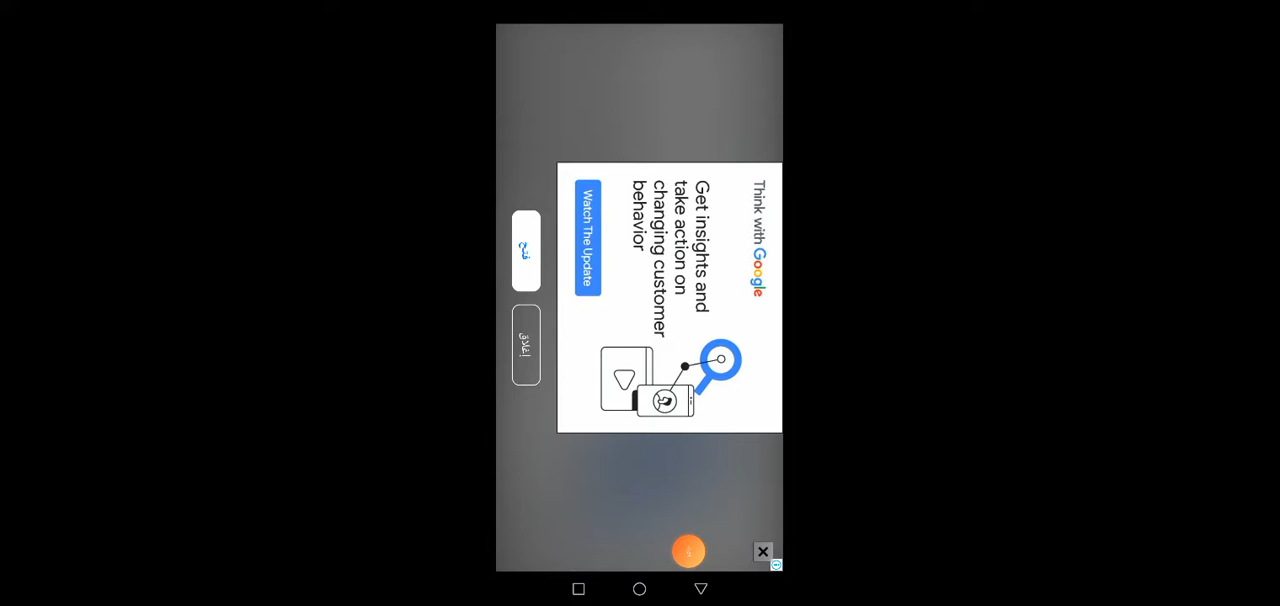 Think with Google
Get insights and
take action on
changing customer
behavior
Watch The Update
فتح
إغلاق